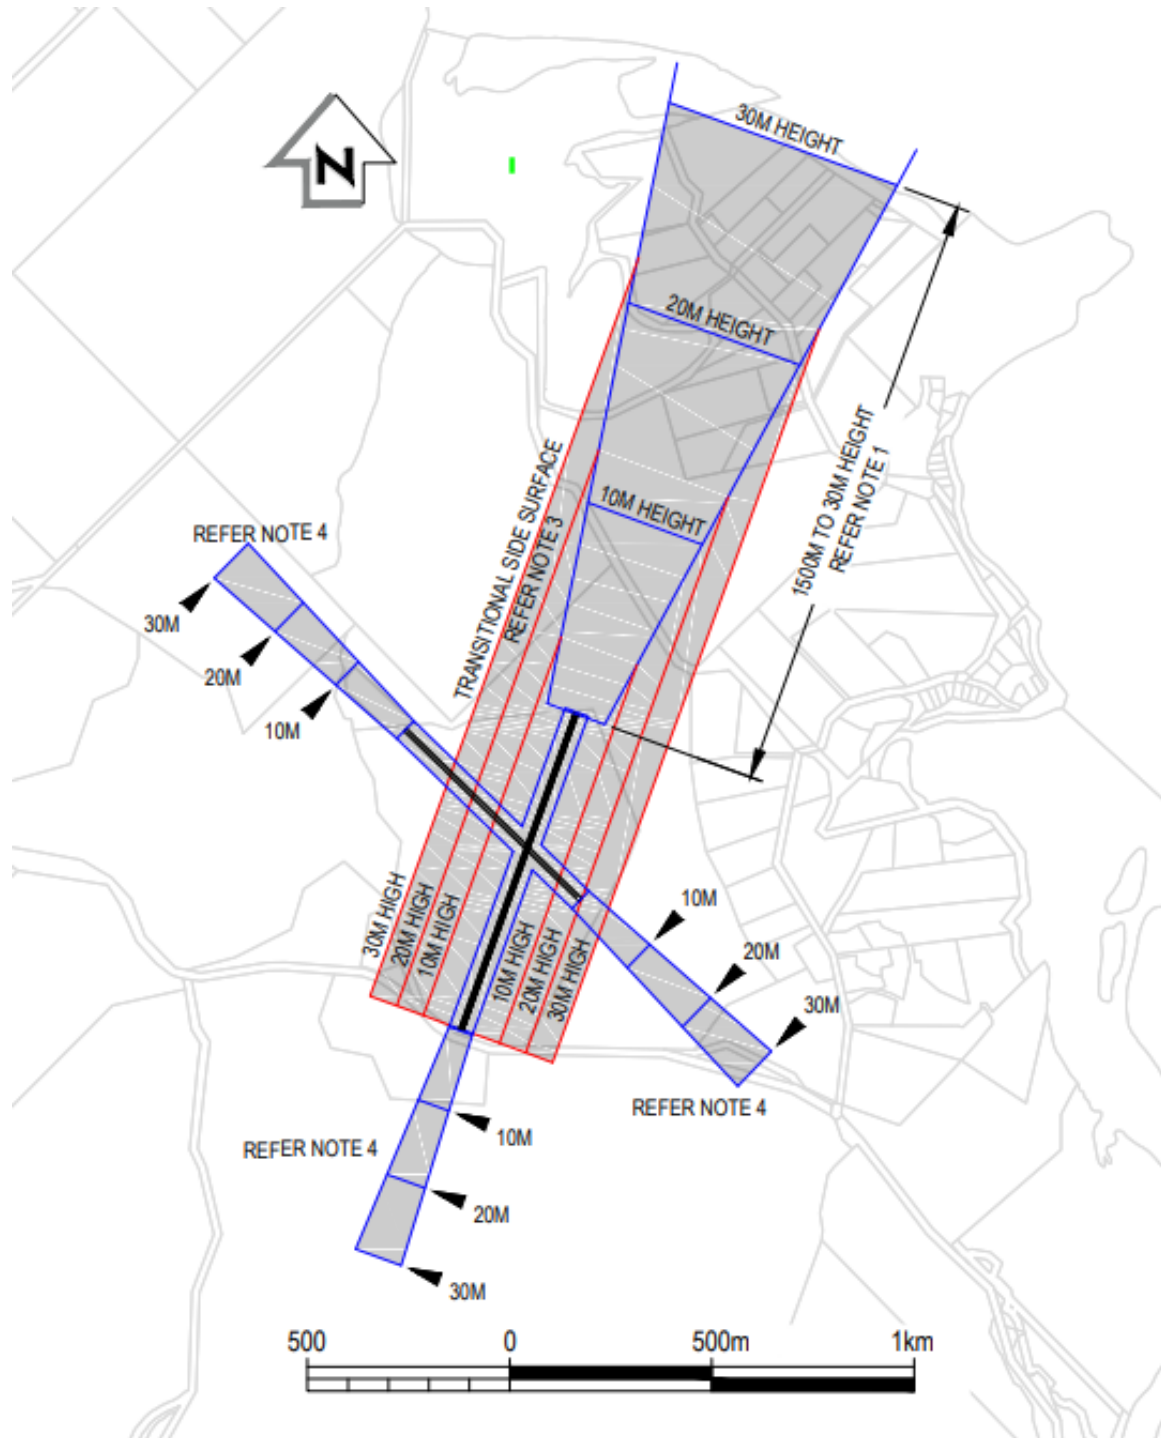 30M HEIGHT
N
20M HEIGHT
10M HEIGHT
1500M TO 30M HEIGHT
REFER NOTE 1
TRANSITIONAL SIDE SURFACE
REFER NOTE 3
REFER NOTE 4
30M
20M
10M
30M HIGH
20M HIGH
10M HIGH
10M HIGH
20M HIGH
30M HIGH
10M
20M
30M
REFER NOTE 4
REFER NOTE 4
10M
20M
30M
500 0 500m 1km